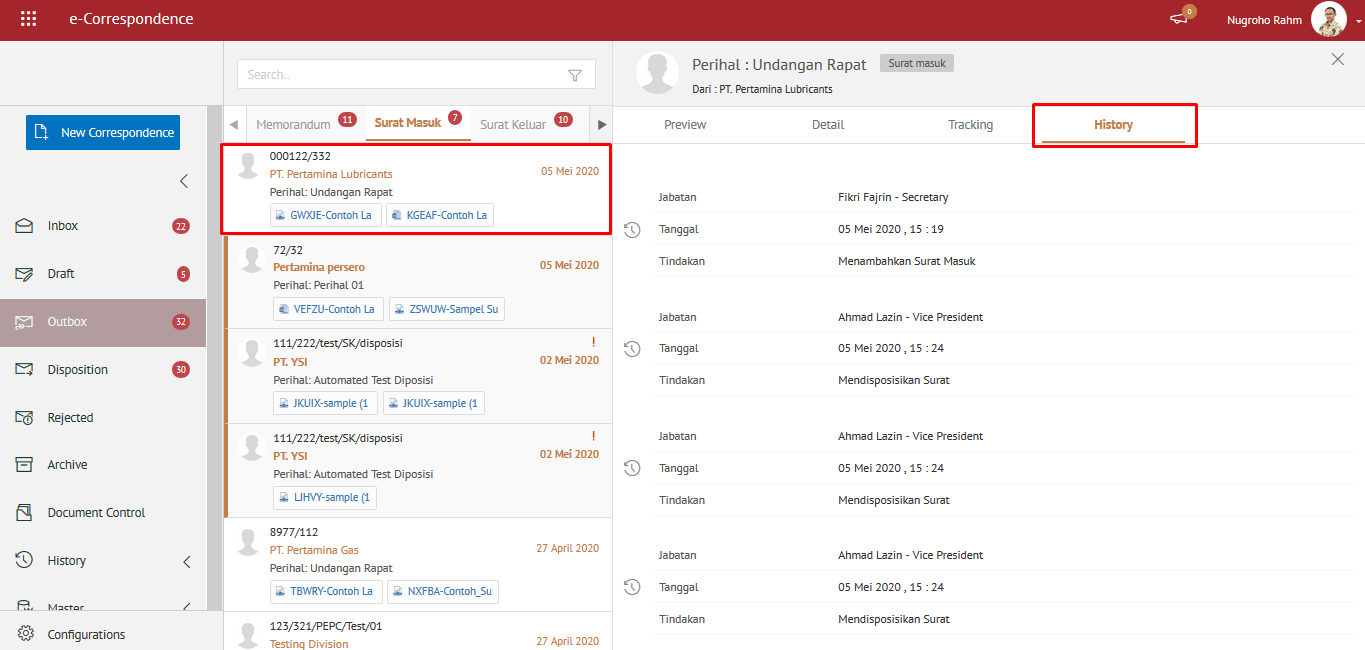 e-Correspondence
0
Nugroho Rahm
New Correspondence
Inbox
22
Draft
5
Outbox
32
Disposition
30
Rejected
Archive
Document Control
History
Master
Configurations
Search..
Memorandum 11
Surat Masuk 7
Surat Keluar 10
000122/332
PT. Pertamina Lubricants
05 Mei 2020
Perihal: Undangan Rapat
GWXJE-Contoh La
KGEAF-Contoh La
72/32
Pertamina persero
05 Mei 2020
Perihal: Perihal 01
VEFZU-Contoh La
ZSWUW-Sampel Su
111/222/test/SK/disposisi
!
PT. YSI
02 Mei 2020
Perihal: Automated Test Diposisi
JKUIX-sample (1
JKUIX-sample (1
111/222/test/SK/disposisi
!
PT. YSI
02 Mei 2020
Perihal: Automated Test Diposisi
LJHVY-sample (1
8977/112
PT. Pertamina Gas
27 April 2020
Perihal: Undangan Rapat
TBWRY-Contoh La
NXFBA-Contoh_Su
123/321/PEPC/Test/01
Testing Division
27 April 2020
Perihal : Undangan Rapat
Surat masuk
Dari : PT. Pertamina Lubricants
Preview
Detail
Tracking
History
Jabatan Fikri Fajrin - Secretary
Tanggal 05 Mei 2020 , 15 : 19
Tindakan Menambahkan Surat Masuk
Jabatan Ahmad Lazin - Vice President
Tanggal 05 Mei 2020 , 15 : 24
Tindakan Mendisposisikan Surat
Jabatan Ahmad Lazin - Vice President
Tanggal 05 Mei 2020 , 15 : 24
Tindakan Mendisposisikan Surat
Jabatan Ahmad Lazin - Vice President
Tanggal 05 Mei 2020 , 15 : 24
Tindakan Mendisposisikan Surat